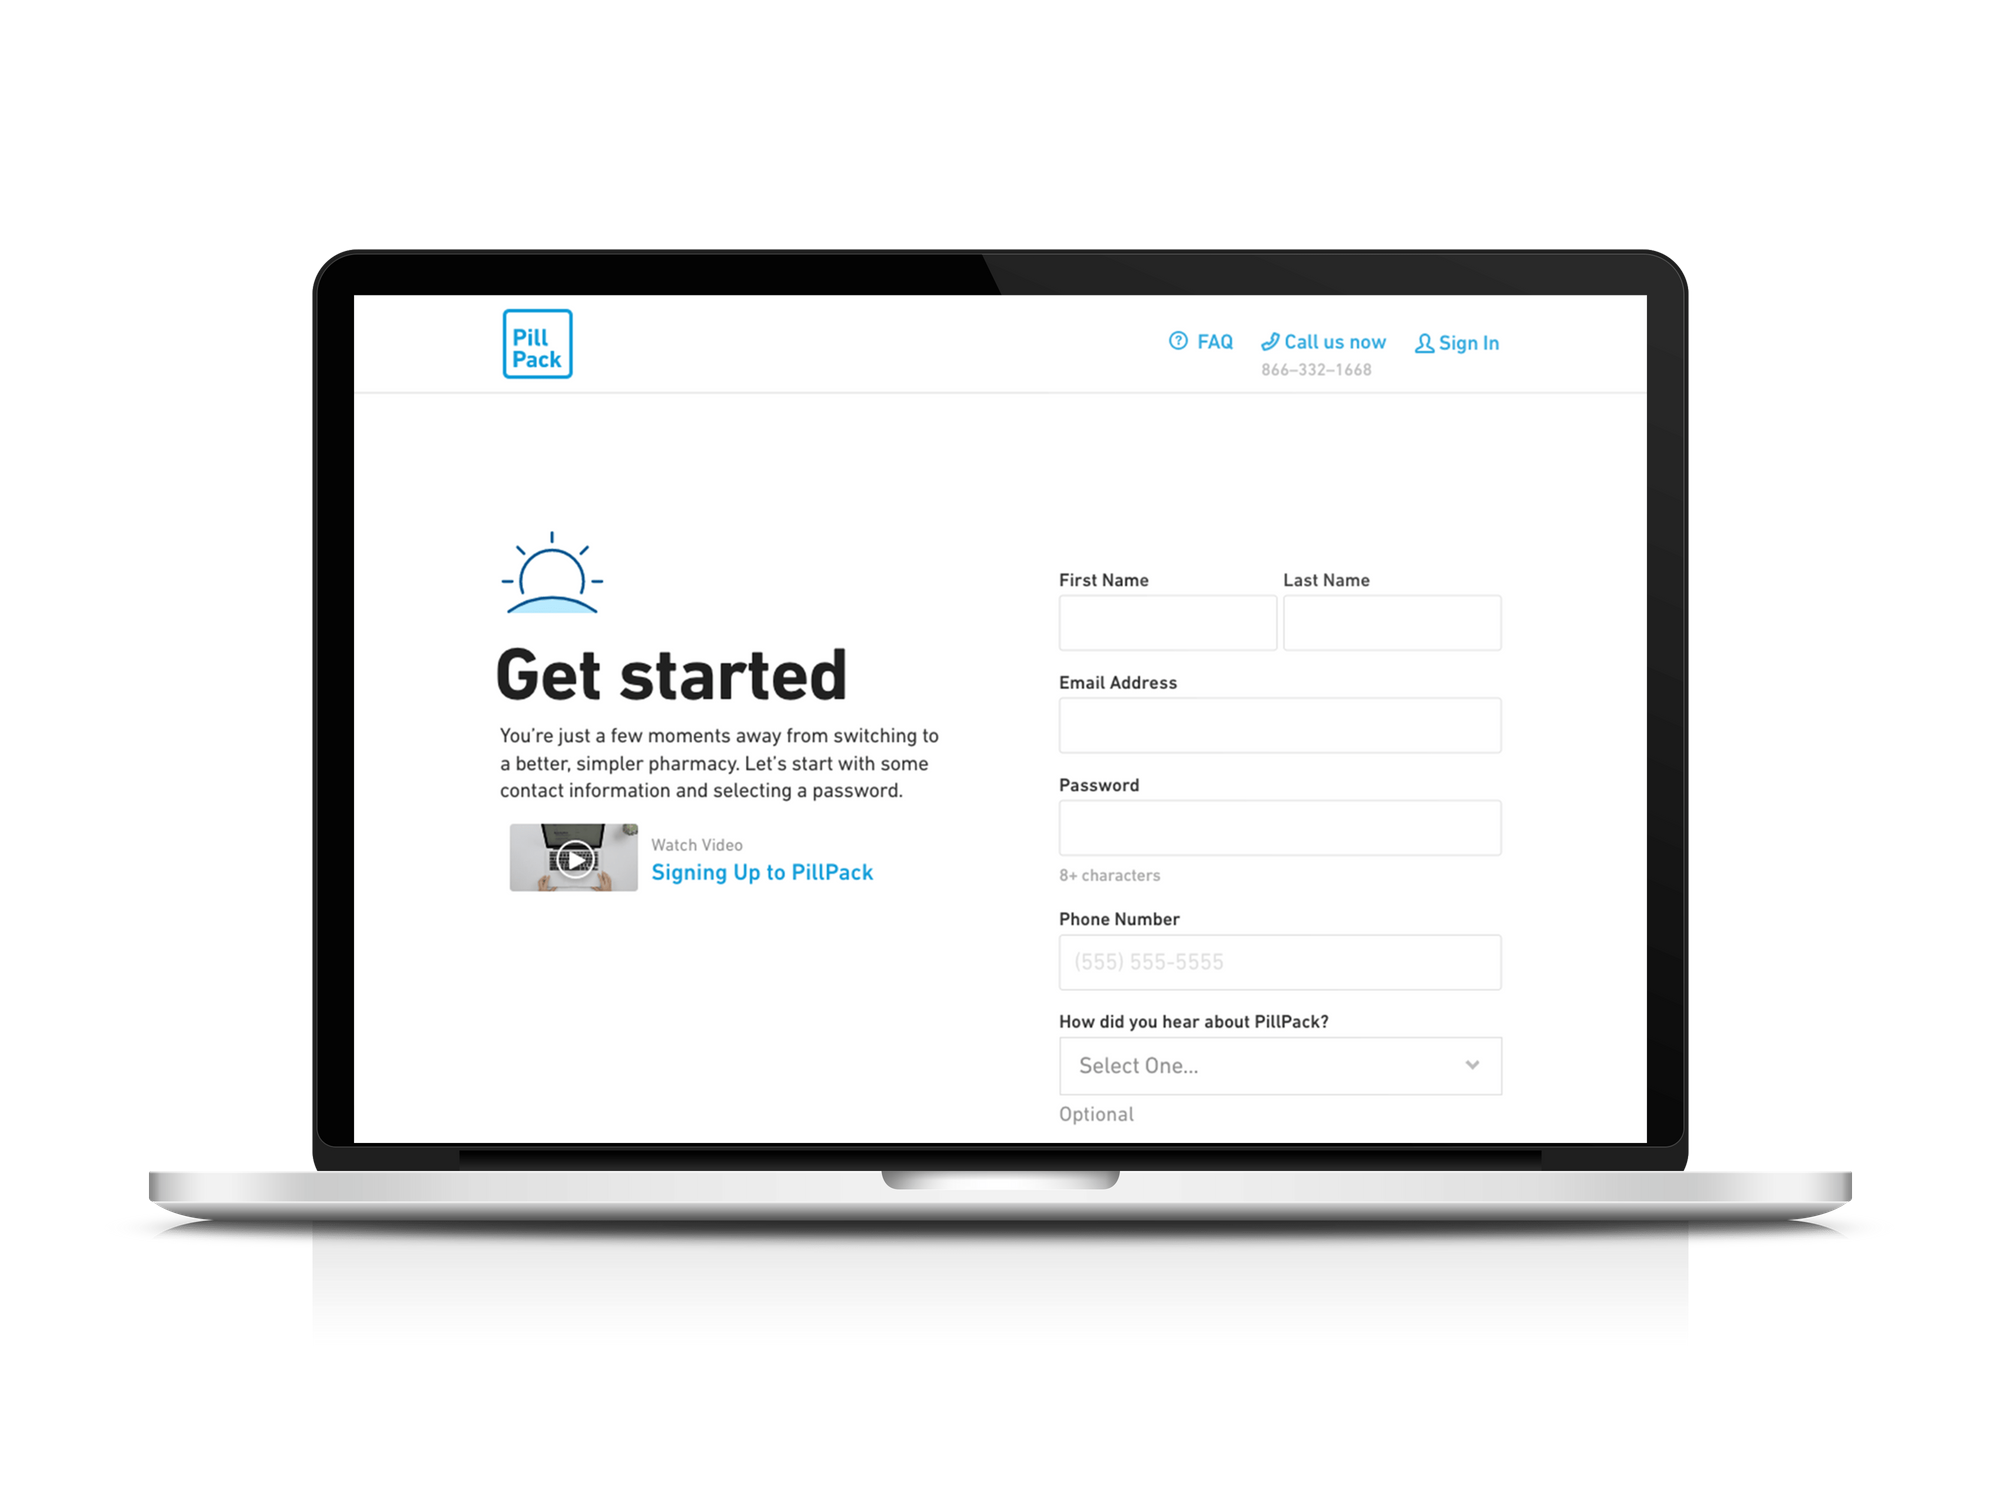 Pill
Pack
FAQ
Call us now
866–332–1668
Sign In
Get started
You're just a few moments away from switching to
a better, simpler pharmacy. Let's start with some
contact information and selecting a password.
Watch Video
Signing Up to PillPack
First Name
Last Name
Email Address
Password
8+ characters
Phone Number
(555) 555-5555
How did you hear about PillPack?
Select One...
Optional